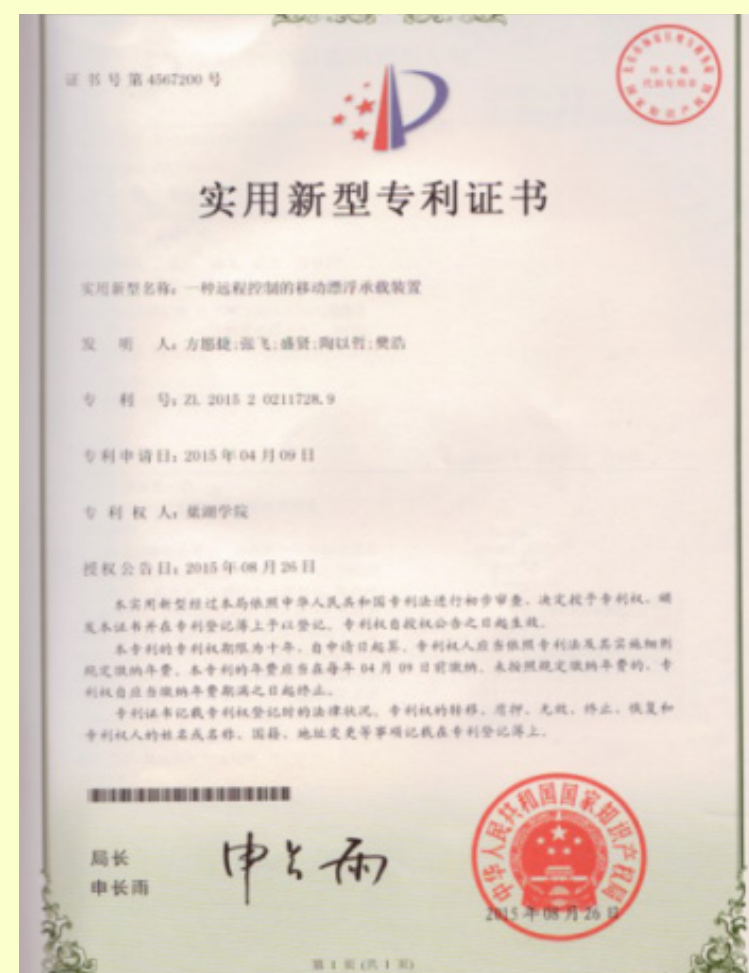 证书号第4567200号
实用新型专利证书
实用新型名称：一种远程控制的移动漂浮承载装置
发 明 人：方愿捷;张飞;盛贤;陶以哲;樊浩
专 利 号：ZL 2015 2 0211728.9
专利申请日：2015年04月09日
专 利 权 人：巢湖学院
授权公告日：2015年08月26日
本实用新型经过本局依照中华人民共和国专利法进行初步审查，决定授予专利权，颁
发本证书并在专利登记簿上予以登记。专利权自授权公告之日起生效。
本专利的专利权期限为十年，自申请日起算。专利权人应当依照专利法及其实施细则
规定缴纳年费。本专利的年费应当在每年04月09日前缴纳。未按照规定缴纳年费的，专
利权自应当缴纳年费期满之日起终止。
专利证书记载专利权登记时的法律状况。专利权的转移、质押、无效、终止、恢复和
专利权人的姓名或名称、国籍、地址变更等事项记载在专利登记簿上。
局长
申长雨
申长雨
中华人民共和国国家知识产权局
2015年08月26日
第 1 页 (共 1 页)